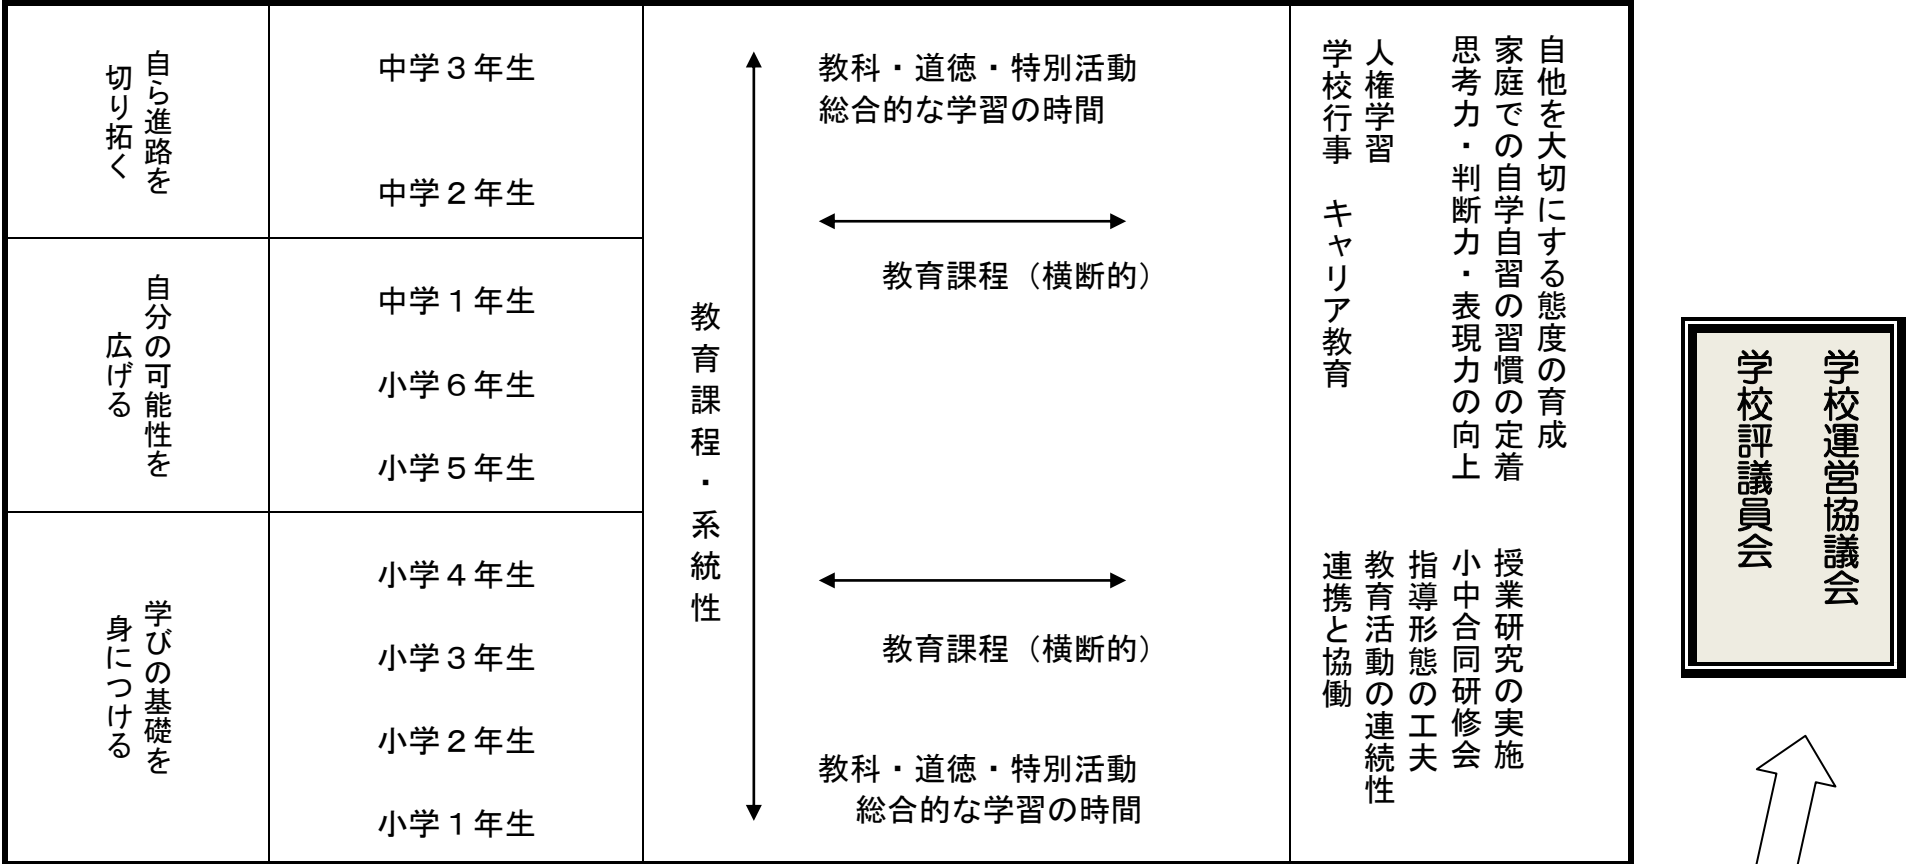 自ら進路を
切り拓く
中学３年生
中学２年生
自分の可能性を
広げる
中学１年生
小学６年生
小学５年生
学びの基礎を
身につける
小学４年生
小学３年生
小学２年生
小学１年生
教育課程・系統性
教科・道徳・特別活動
総合的な学習の時間
教育課程（横断的）
教育課程（横断的）
教科・道徳・特別活動
総合的な学習の時間
自他を大切にする態度の育成
家庭での自学自習の習慣の定着
思考力・判断力・表現力の向上
人権学習
学校行事　キャリア教育
授業研究の実施
小中合同研修会
指導形態の工夫
教育活動の連続性
連携と協働
学校運営協議会
学校評議員会